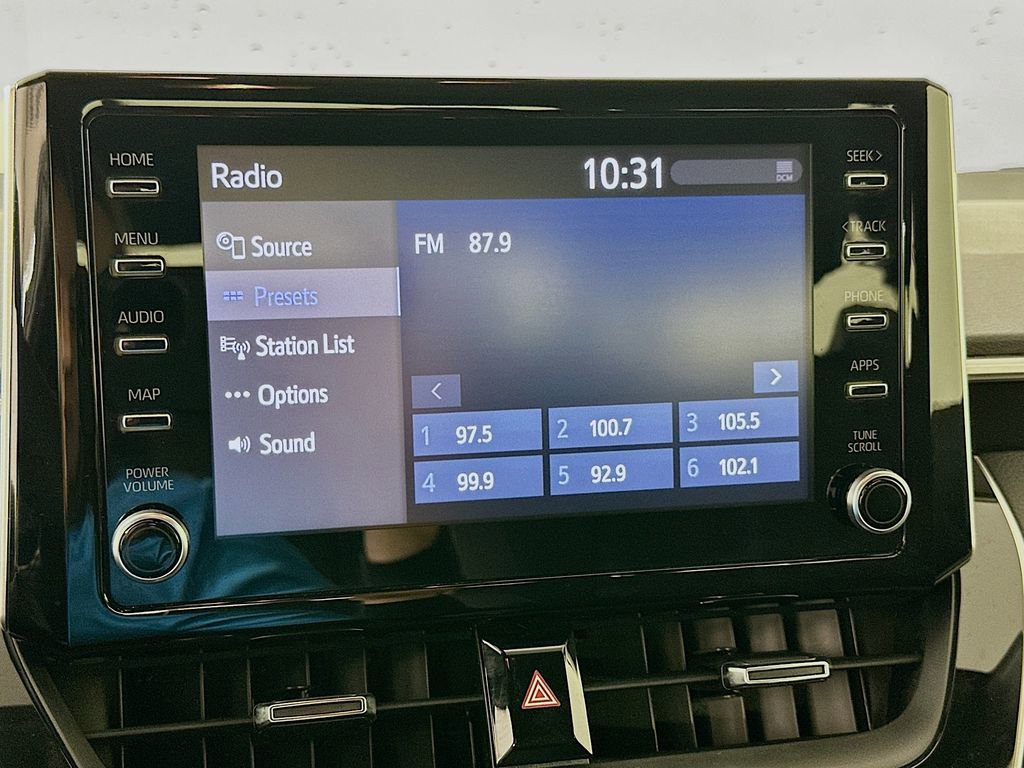 HOME
MENU
AUDIO
MAP
POWER
VOLUME
Radio
10:31
DCM
Source
Presets
Station List
Options
Sound
FM 87.9
<
>
1 97.5
2 100.7
3 105.5
4 99.9
5 92.9
6 102.1
SEEK>
<TRACK
PHONE
APPS
TUNE
SCROLL